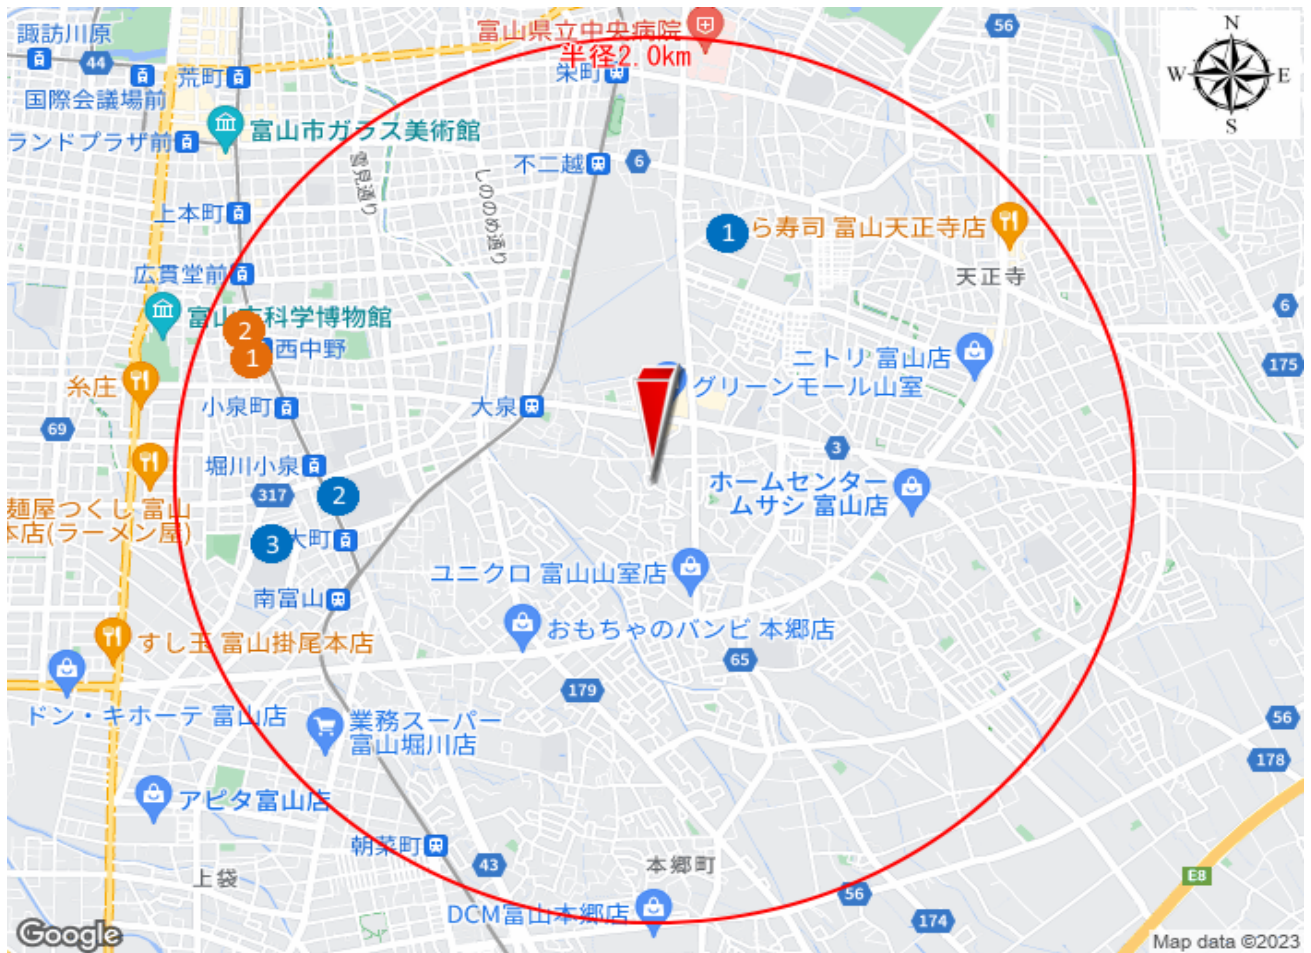 諏訪川原
44
荒町
国際会議場前
ランドプラザ前
富山市ガラス美術館
富山県立中央病院
半径2.0km
栄町
56
N
W
E
S
不二越
6
雪見通り
しののめ通り
上本町
広貫堂前
1
ら寿司 富山天正寺店
天正寺
6
科学博物館
2
1
西中野
ニトリ 富山店
175
糸庄
グリーンモール山室
小泉町
大泉
69
3
堀川小泉
317
2
ホームセンター
ムサシ 富山店
麺屋つくし 富山
本店(ラーメン屋)
3
大町
ユニクロ 富山山室店
南富山
おもちゃのバンビ 本郷店
すし玉 富山掛尾本店
65
179
ドン・キホーテ 富山店
業務スーパー
富山堀川店
56
178
アピタ富山店
朝菜町
43
本郷町
上袋
E8
56
DCM富山本郷店
174
Google
Map data ©2023